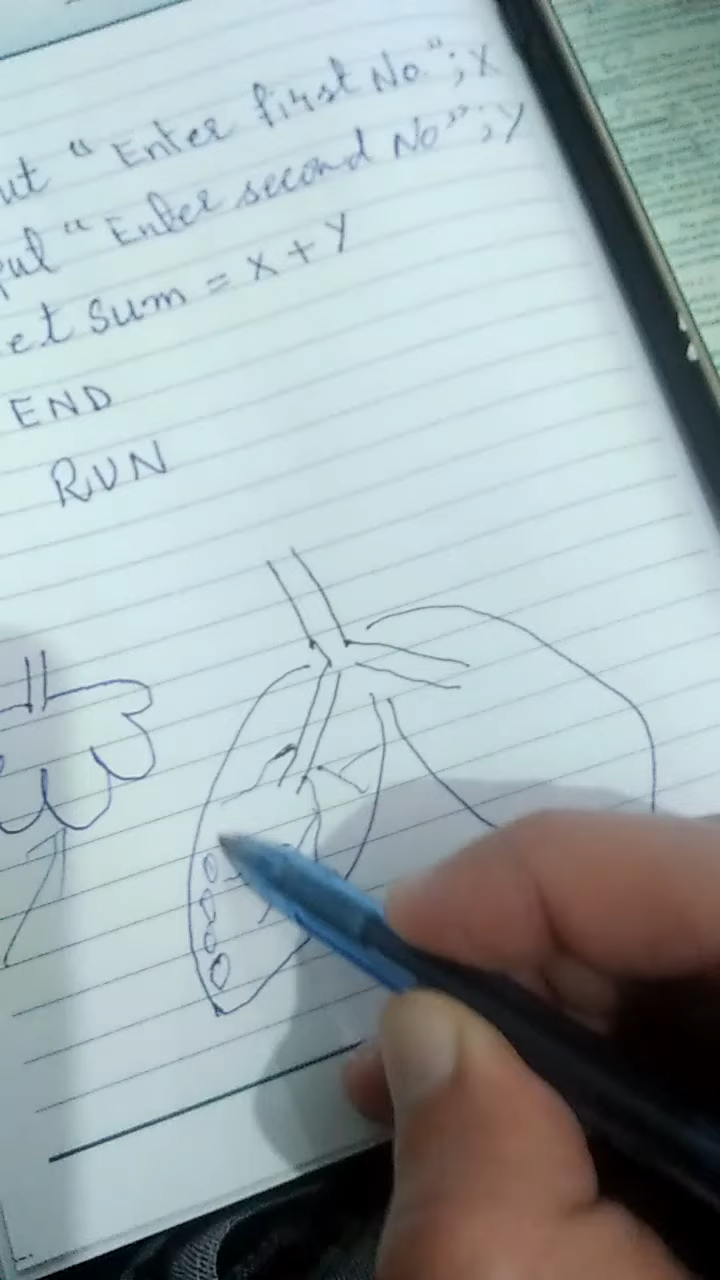 ut "Enter first No."; X
put "Enter second No"; Y
et Sum = X + Y
END
RUN